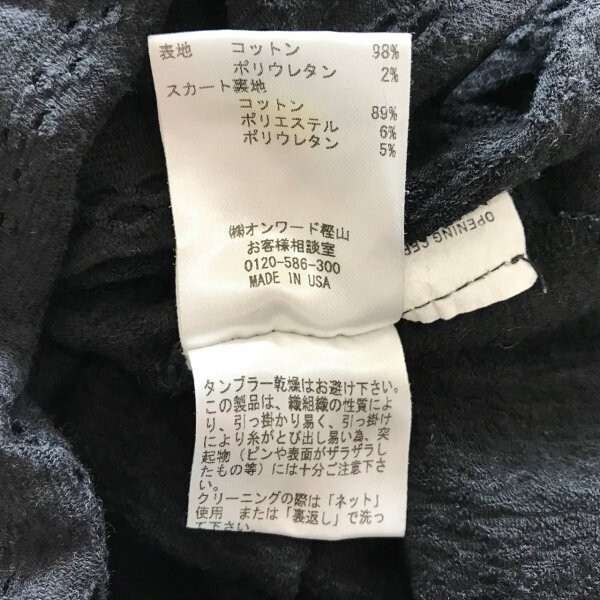 表地 コットン 98%
ポリウレタン 2%
スカート裏地
コットン 89%
ポリエステル 6%
ポリウレタン 5%
㈱オンワード樫山
お客様相談室
0120-586-300
MADE IN USA
OPENING CER
タンブラー乾燥はお避け下さい。
この製品は、織組織の性質によ
り、引っ掛かり易く、引っ掛け
により糸がとび出し易い為、突
起物(ピンや表面がザラザラし
たもの等)には十分ご注意下さ
い。
クリーニングの際は「ネット」
使用 または「裏返し」で洗っ
て下さい。